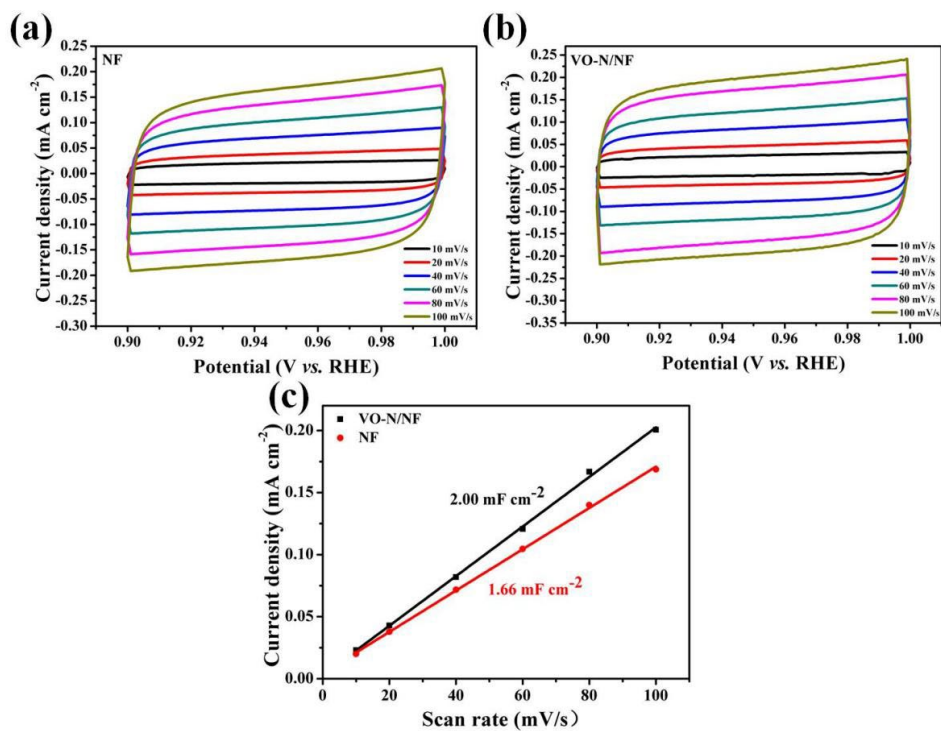 (a)
NF
Current density (mA cm-2)
0.25
0.20
0.15
0.10
0.05
0.00
-0.05
-0.10
-0.15
-0.20
-0.25
-0.30
10 mV/s
20 mV/s
40 mV/s
60 mV/s
80 mV/s
100 mV/s
0.90 0.92 0.94 0.96 0.98 1.00
Potential (V vs. RHE)
(b)
VO-N/NF
Current density (mA cm-2)
0.25
0.20
0.15
0.10
0.05
0.00
-0.05
-0.10
-0.15
-0.20
-0.25
-0.30
-0.35
10 mV/s
20 mV/s
40 mV/s
60 mV/s
80 mV/s
100 mV/s
0.90 0.92 0.94 0.96 0.98 1.00
Potential (V vs. RHE)
(c)
VO-N/NF
NF
Current density (mA cm-2)
0.20
0.15
0.10
0.05
0.00
2.00 mF cm-2
1.66 mF cm-2
0 20 40 60 80 100
Scan rate (mV/s）